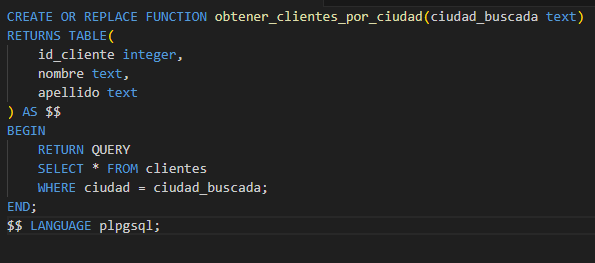 CREATE OR REPLACE FUNCTION obtener_clientes_por_ciudad(ciudad_buscada text)
RETURNS TABLE(
    id_cliente integer,
    nombre text,
    apellido text
) AS $$
BEGIN
    RETURN QUERY
    SELECT * FROM clientes
    WHERE ciudad = ciudad_buscada;
END;
$$ LANGUAGE plpgsql;